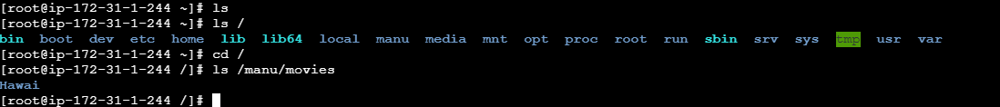 [root@ip-172-31-1-244 ~]# ls
[root@ip-172-31-1-244 ~]# ls /
bin  boot  dev  etc  home  lib  lib64  local  manu  media  mnt  opt  proc  root  run  sbin  srv  sys  tmp  usr  var
[root@ip-172-31-1-244 ~]# cd /
[root@ip-172-31-1-244 /]# ls /manu/movies
Hawai
[root@ip-172-31-1-244 /]#